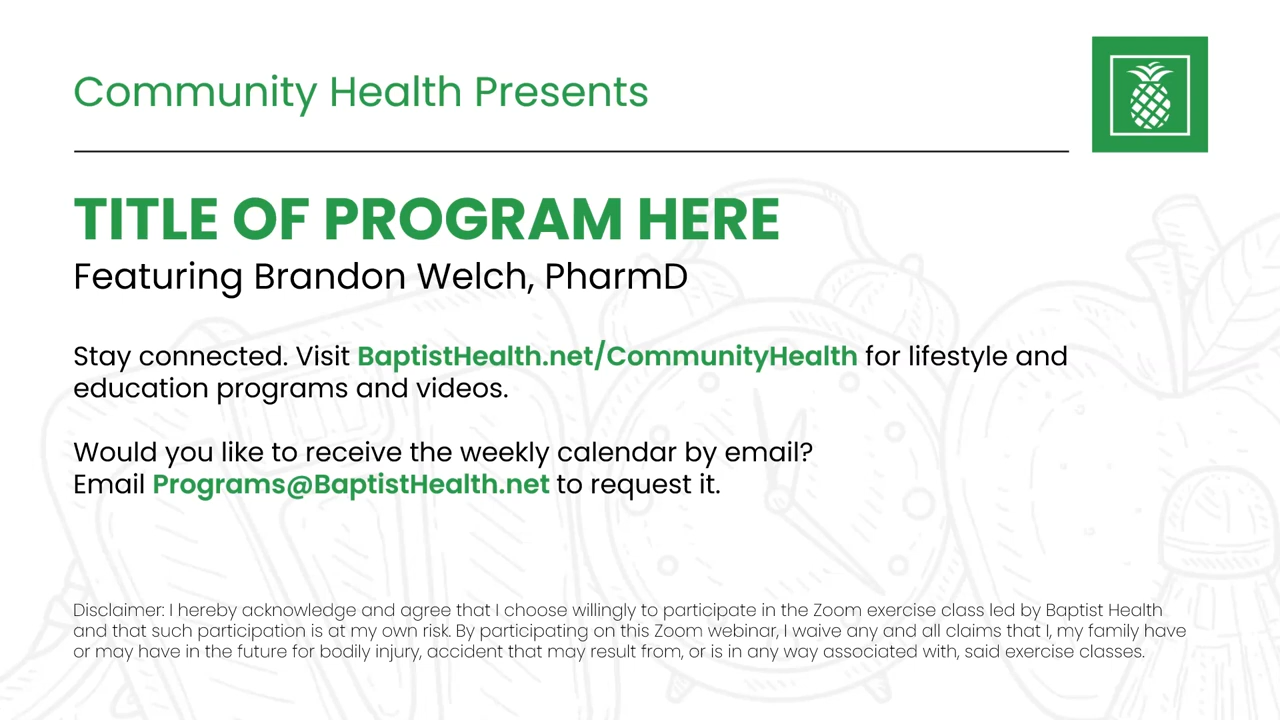 Community Health Presents
TITLE OF PROGRAM HERE
Featuring Brandon Welch, PharmD
Stay connected. Visit BaptistHealth.net/CommunityHealth for lifestyle and
education programs and videos.
Would you like to receive the weekly calendar by email?
Email Programs@BaptistHealth.net to request it.
Disclaimer: I hereby acknowledge and agree that I choose willingly to participate in the Zoom exercise class led by Baptist Health
and that such participation is at my own risk. By participating on this Zoom webinar, I waive any and all claims that I, my family have
or may have in the future for bodily injury, accident that may result from, or is in any way associated with, said exercise classes.